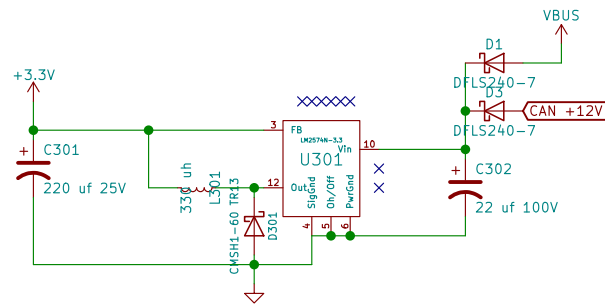 VBUS
D1
DFLS240-7
D3
CAN +12V
DFLS240-7
+3.3V
3
FB
LM2574N-3.3
U301
Vin
10
C301
220 uf 25V
330 uh
L301
12
Out
SigGnd
Oh/Off
PwrGnd
4
5
6
CMSH1-60 TR13
D301
C302
22 uf 100V
+
+